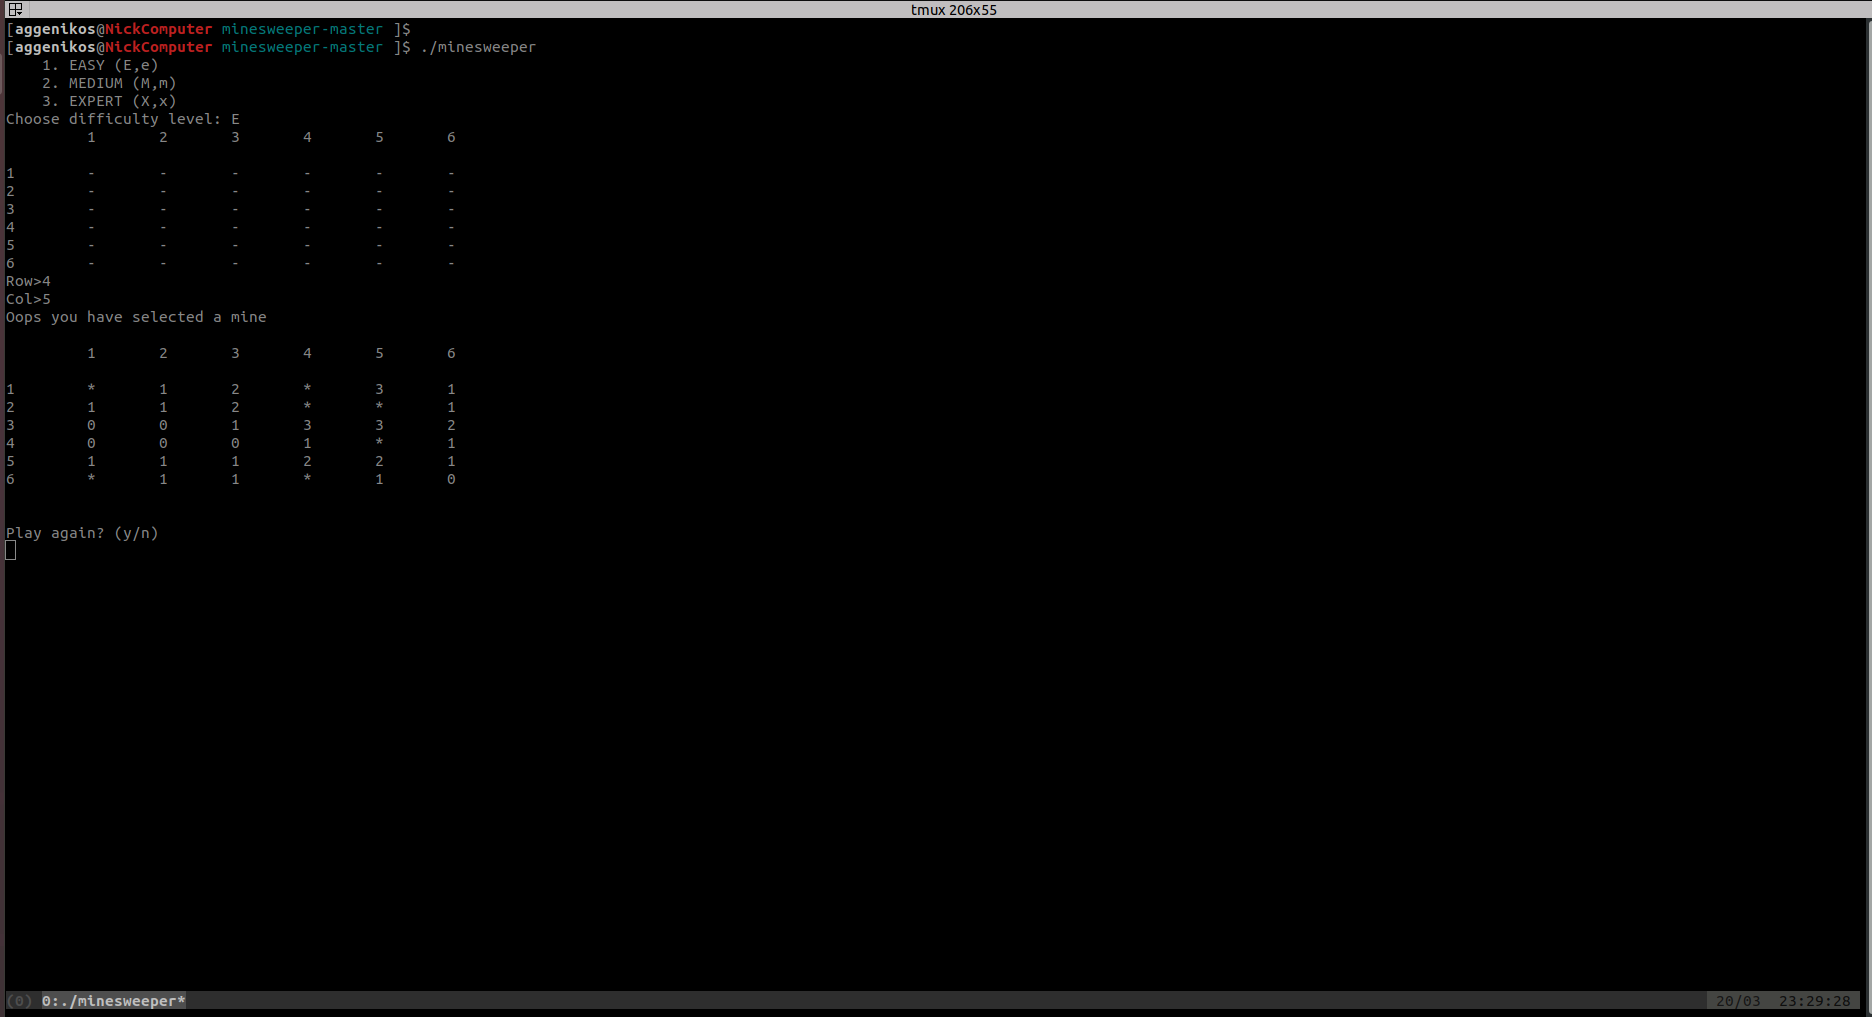 tmux 206x55
[aggenikos@NickComputer minesweeper-master ]$
[aggenikos@NickComputer minesweeper-master ]$ ./minesweeper
1. EASY (E,e)
2. MEDIUM (M,m)
3. EXPERT (X,x)
Choose difficulty level: E
1 2 3 4 5 6
1 - - - - - -
2 - - - - - -
3 - - - - - -
4 - - - - - -
5 - - - - - -
6 - - - - - -
Row>4
Col>5
Oops you have selected a mine
1 2 3 4 5 6
1 * 1 2 * 3 1
2 1 1 2 * * 1
3 0 0 1 3 3 2
4 0 0 0 1 * 1
5 1 1 1 2 2 1
6 * 1 1 * 1 0
Play again? (y/n)
(0) 0:./minesweeper* 20/03 23:29:28